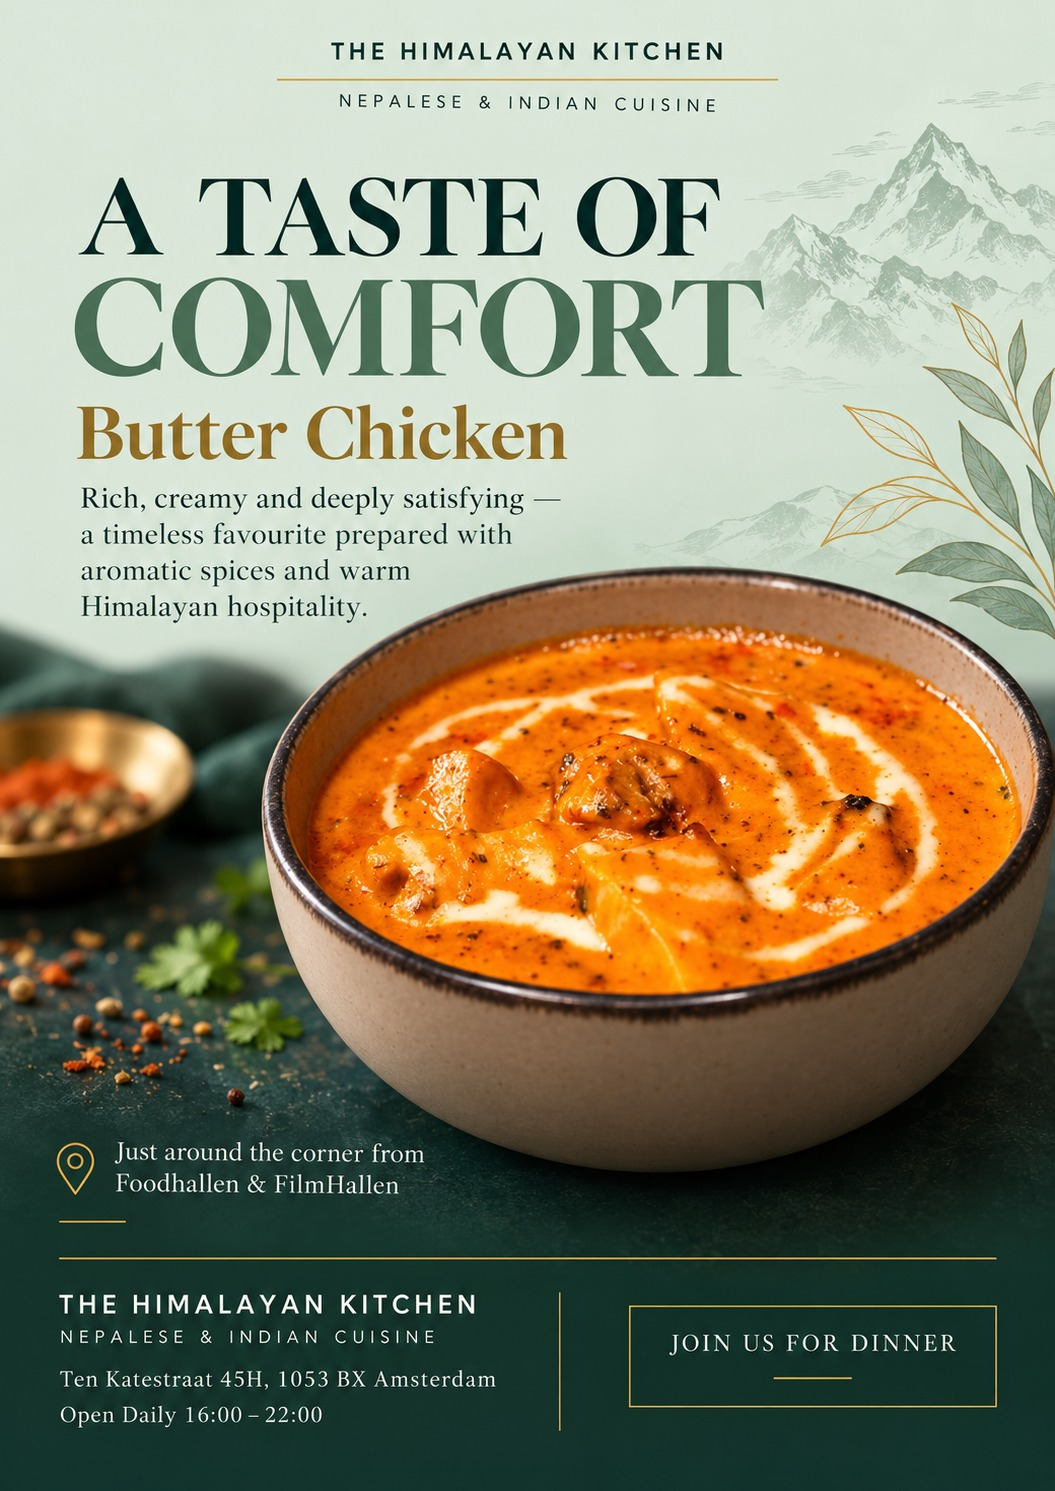 THE HIMALAYAN KITCHEN
NEPALESE & INDIAN CUISINE
A TASTE OF
COMFORT
Butter Chicken
Rich, creamy and deeply satisfying —
a timeless favourite prepared with
aromatic spices and warm
Himalayan hospitality.
Just around the corner from
Foodhallen & FilmHallen
THE HIMALAYAN KITCHEN
NEPALESE & INDIAN CUISINE
Ten Katestraat 45H, 1053 BX Amsterdam
Open Daily 16:00 – 22:00
JOIN US FOR DINNER